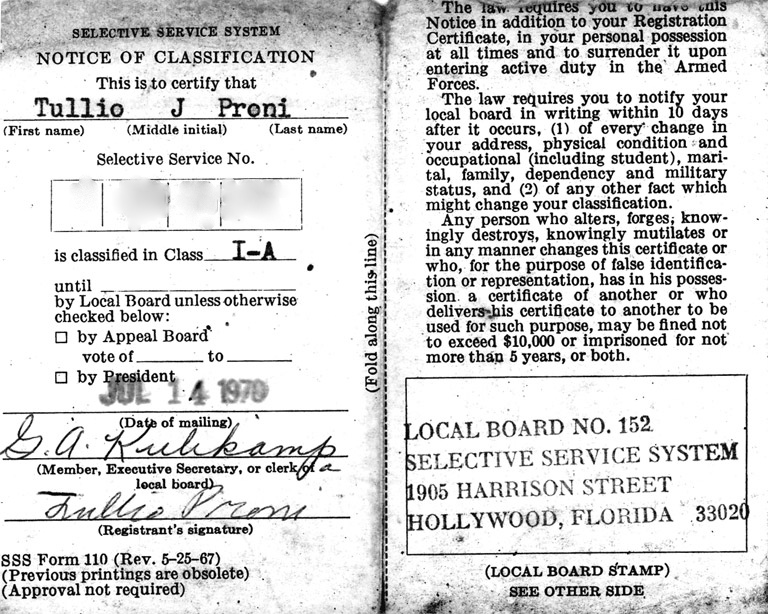 SELECTIVE SERVICE SYSTEM
NOTICE OF CLASSIFICATION
This is to certify that
Tullio J Proni
(First name) (Middle initial) (Last name)
Selective Service No.
is classified in Class I-A
until
by Local Board unless otherwise
checked below:
☐ by Appeal Board
vote of to
☐ by President
JUL 14 1970
(Date of mailing)
G. A. Kulikamp
(Member, Executive Secretary, or clerk of a
local board)
Tullio Proni
(Registrant's signature)
SSS Form 110 (Rev. 5-25-67)
(Previous printings are obsolete)
(Approval not required)
(Fold along this line)
The law requires you to have this
Notice in addition to your Registration
Certificate, in your personal possession
at all times and to surrender it upon
entering active duty in the Armed
Forces.
The law requires you to notify your
local board in writing within 10 days
after it occurs, (1) of every change in
your address, physical condition and
occupational (including student), mari-
tal, family, dependency and military
status, and (2) of any other fact which
might change your classification.
Any person who alters, forges, know-
ingly destroys, knowingly mutilates or
in any manner changes this certificate or
who, for the purpose of false identifica-
tion or representation, has in his posses-
sion a certificate of another or who
delivers his certificate to another to be
used for such purpose, may be fined not
to exceed $10,000 or imprisoned for not
more than 5 years, or both.
LOCAL BOARD NO. 152
SELECTIVE SERVICE SYSTEM
1905 HARRISON STREET
HOLLYWOOD, FLORIDA 33020
(LOCAL BOARD STAMP)
SEE OTHER SIDE